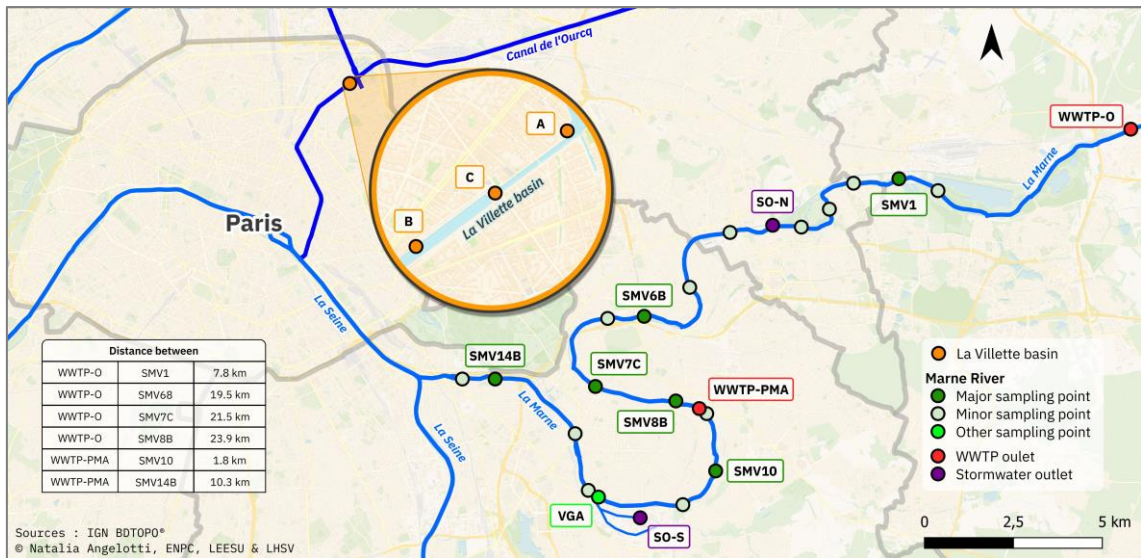 Canal de l'Ourcq
WWTP-O
A
La Marne
C
SO-N
SMV1
La Villette basin
B
Paris
SMV6B
La Seine
Distance between
WWTP-O SMV1 7.8 km
WWTP-O SMV68 19.5 km
WWTP-O SMV7C 21.5 km
WWTP-O SMV8B 23.9 km
WWTP-PMA SMV10 1.8 km
WWTP-PMA SMV14B 10.3 km
SMV14B
SMV7C
WWTP-PMA
La Marne
SMV8B
La Seine
SMV10
VGA
SO-S
La Villette basin
Marne River
Major sampling point
Minor sampling point
Other sampling point
WWTP oulet
Stormwater outlet
0 2,5 5 km
Sources : IGN BDTOPO®
© Natalia Angelotti, ENPC, LEESU & LHSV